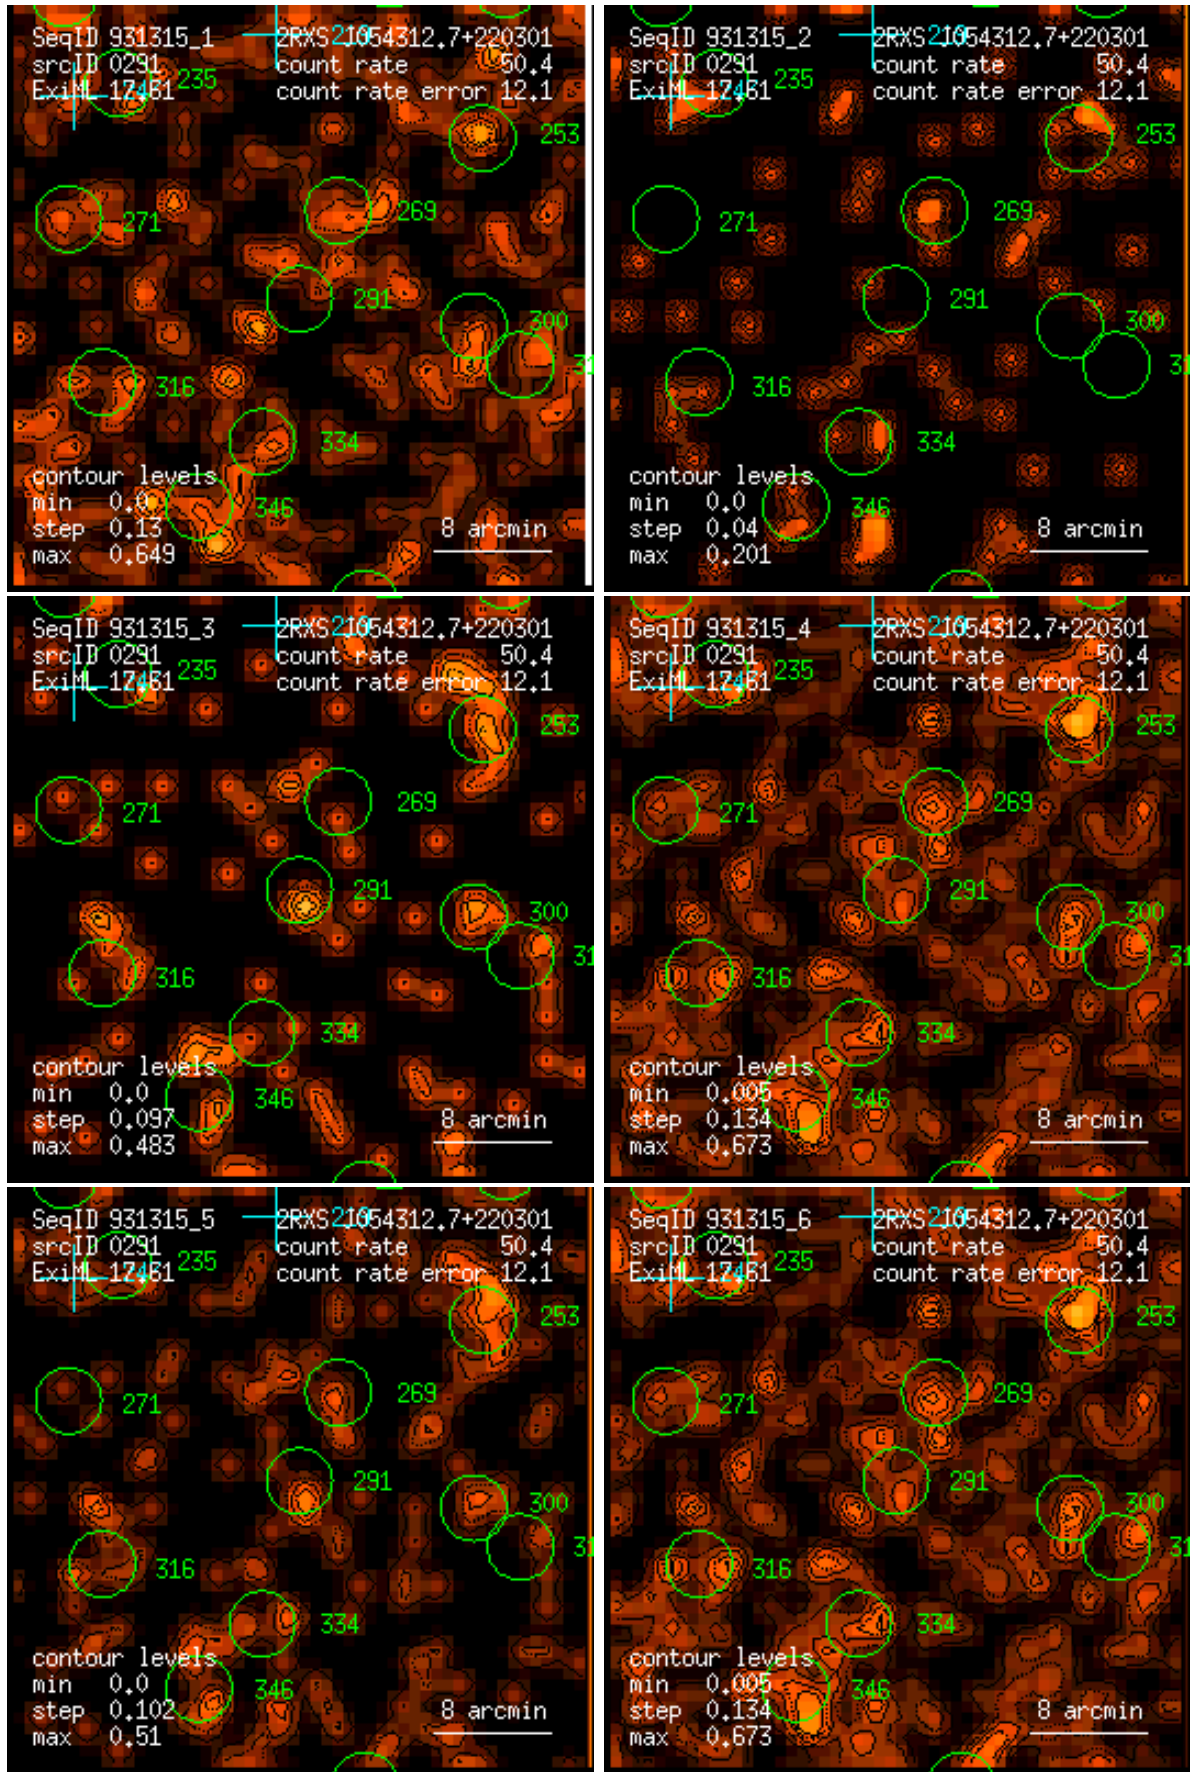 SeqID 931315_1 2RXS J054312.7+220301
srcID 0291 count rate 50.4
ExiML 17.61 count rate error 12.1
235
253
271
269
291
300
316
334
346
contour levels
min 0.0
step 0.13
max 0.649
8 arcmin
SeqID 931315_2 2RXS J054312.7+220301
srcID 0291 count rate 50.4
ExiML 17.61 count rate error 12.1
235
253
271
269
291
300
316
334
346
contour levels
min 0.0
step 0.04
max 0.201
8 arcmin
SeqID 931315_3 2RXS J054312.7+220301
srcID 0291 count rate 50.4
ExiML 17.61 count rate error 12.1
235
253
271
269
291
300
316
334
346
contour levels
min 0.0
step 0.097
max 0.483
8 arcmin
SeqID 931315_4 2RXS J054312.7+220301
srcID 0291 count rate 50.4
ExiML 17.61 count rate error 12.1
235
253
271
269
291
300
316
334
346
contour levels
min 0.005
step 0.134
max 0.673
8 arcmin
SeqID 931315_5 2RXS J054312.7+220301
srcID 0291 count rate 50.4
ExiML 17.61 count rate error 12.1
235
253
271
269
291
300
316
334
346
contour levels
min 0.0
step 0.102
max 0.51
8 arcmin
SeqID 931315_6 2RXS J054312.7+220301
srcID 0291 count rate 50.4
ExiML 17.61 count rate error 12.1
235
253
271
269
291
300
316
334
346
contour levels
min 0.005
step 0.134
max 0.673
8 arcmin